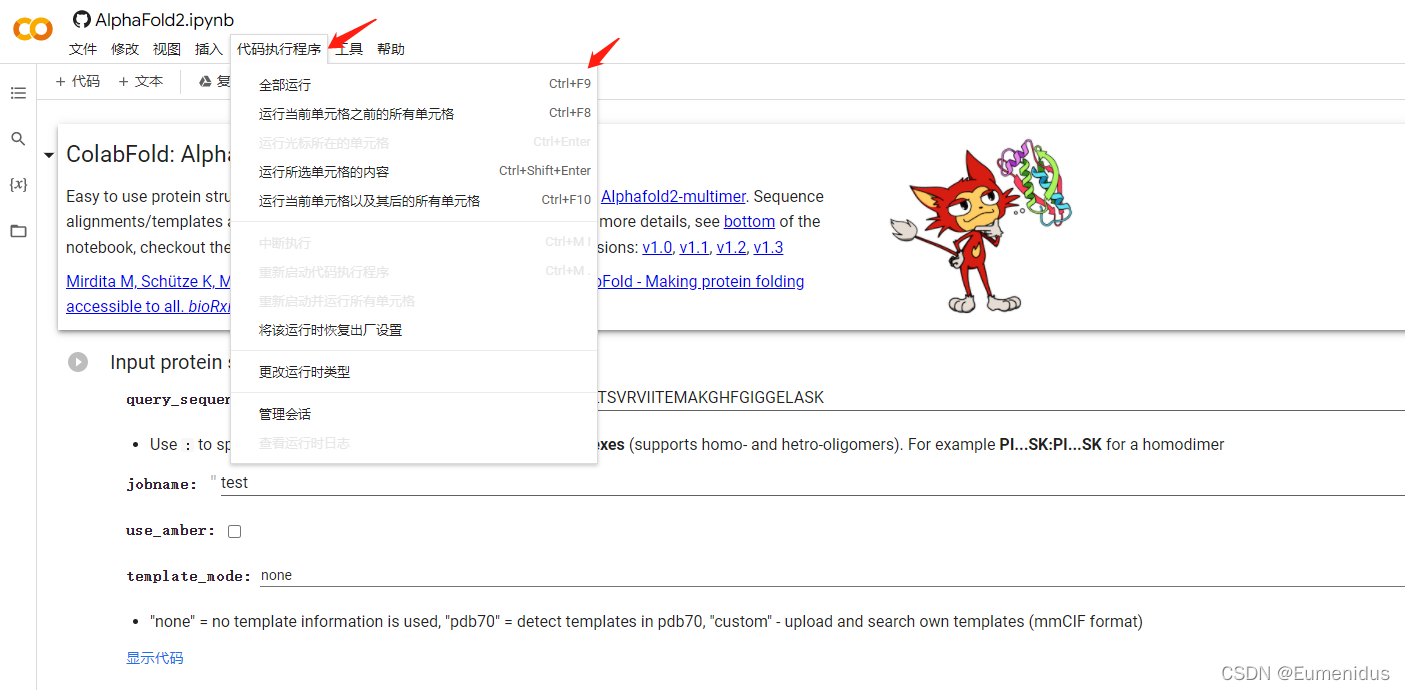 AlphaFold2.ipynb
文件 修改 视图 插入 代码执行程序 工具 帮助
+ 代码 + 文本 复
全部运行 Ctrl+F9
运行当前单元格之前的所有单元格 Ctrl+F8
运行光标所在的单元格 Ctrl+Enter
运行所选单元格的内容 Ctrl+Shift+Enter
运行当前单元格以及其后的所有单元格 Ctrl+F10
中断执行 Ctrl+M I
重新启动代码执行程序 Ctrl+M .
重新启动并运行所有单元格
将该运行时恢复出厂设置
更改运行时类型
管理会话
查看运行时日志
{x}
ColabFold: Alpha
Easy to use protein stru Alphafold2-multimer. Sequence
alignments/templates a more details, see bottom of the
notebook, checkout the sions: v1.0, v1.1, v1.2, v1.3
Mirdita M, Schütze K, M bFold - Making protein folding
accessible to all. bioRxi
Input protein s
query_sequen TSVRVIITEMAKGHFGIGGELASK
• Use : to sp exes (supports homo- and hetro-oligomers). For example PI...SK:PI...SK for a homodimer
jobname: " test
use_amber:
template_mode: none
• "none" = no template information is used, "pdb70" = detect templates in pdb70, "custom" - upload and search own templates (mmCIF format)
显示代码
CSDN @Eumenidus